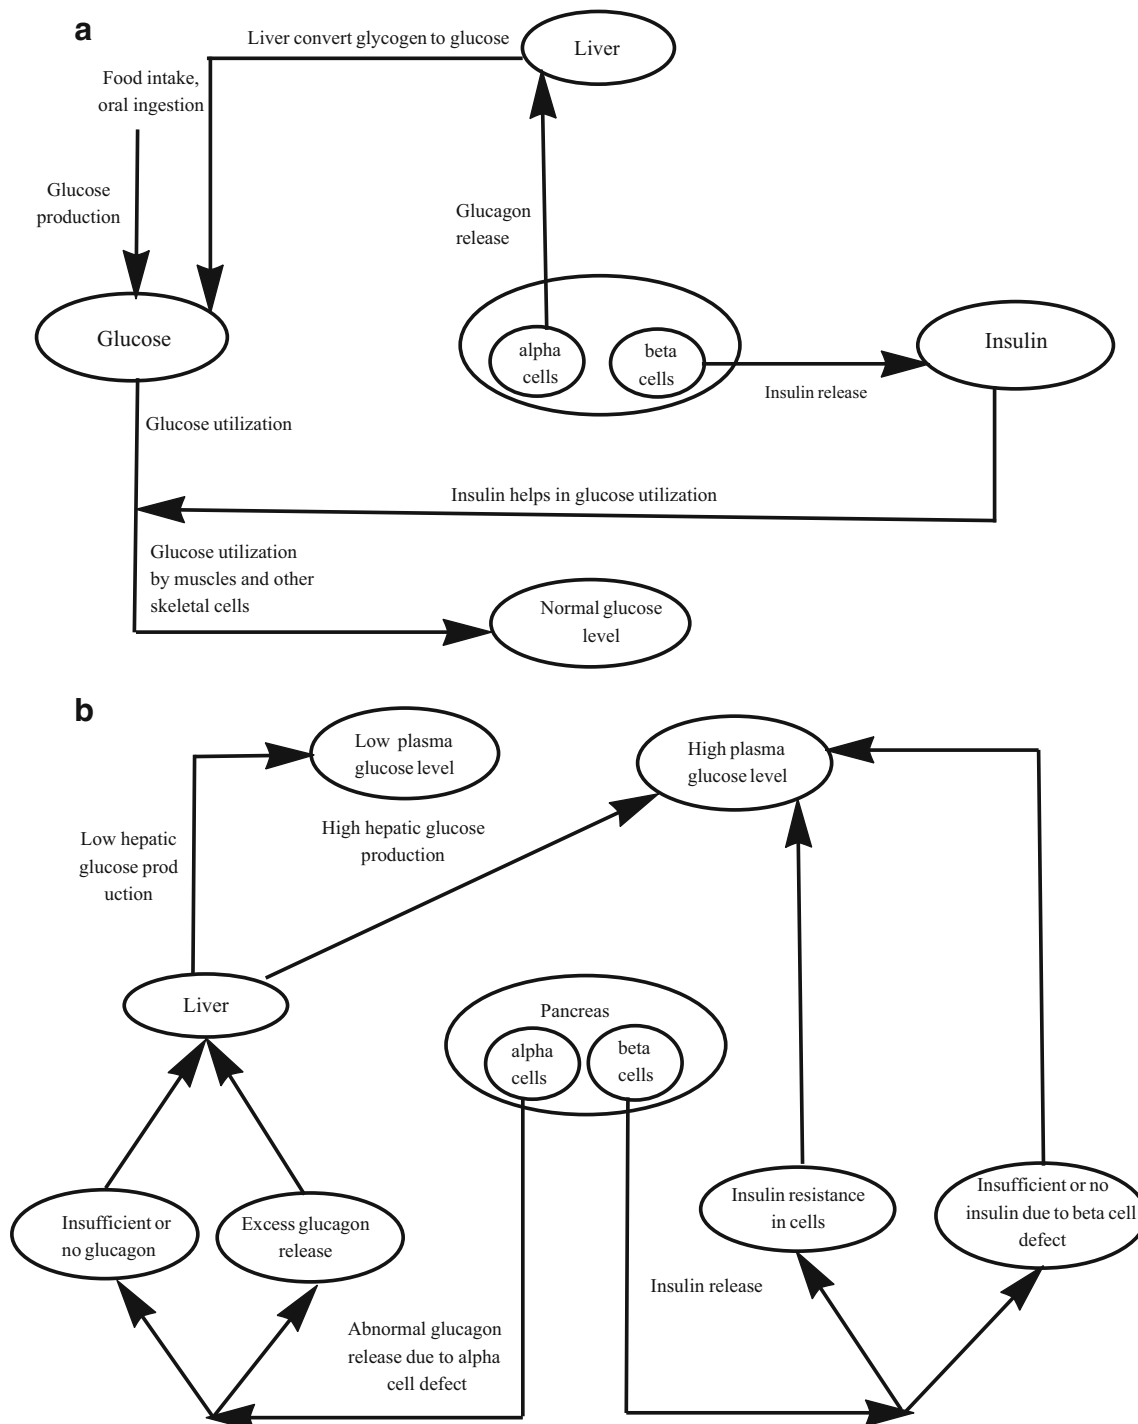 a
Liver convert glycogen to glucose
Liver
Food intake,
oral ingestion
Glucose
production
Glucagon
release
Glucose
alpha
cells
beta
cells
Insulin
Insulin release
Glucose utilization
Insulin helps in glucose utilization
Glucose utilization
by muscles and other
skeletal cells
Normal glucose
level
b
Low plasma
glucose level
High plasma
glucose level
Low hepatic
glucose prod
uction
High hepatic glucose
production
Liver
Pancreas
alpha
cells
beta
cells
Insufficient or
no glucagon
Excess glucagon
release
Insulin resistance
in cells
Insufficient or no
insulin due to beta cell
defect
Insulin release
Abnormal glucagon
release due to alpha
cell defect